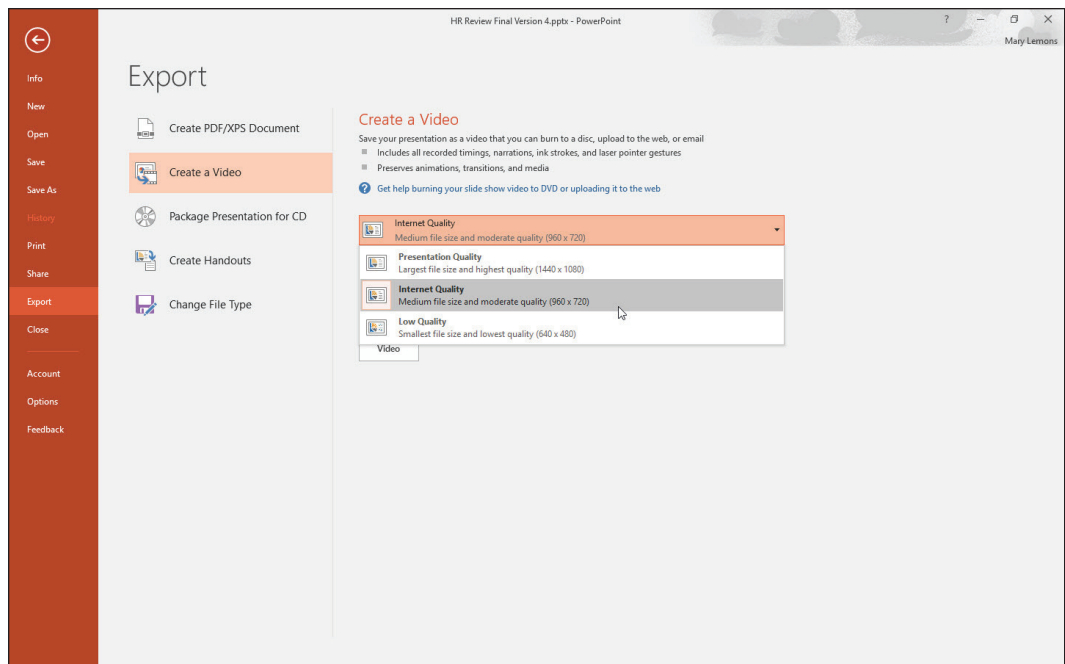 HR Review Final Version 4.pptx - PowerPoint
?
Mary Lemons
Info
New
Open
Save
Save As
History
Print
Share
Export
Close
Account
Options
Feedback
Export
Create PDF/XPS Document
Create a Video
Package Presentation for CD
Create Handouts
Change File Type
Create a Video
Save your presentation as a video that you can burn to a disc, upload to the web, or email
Includes all recorded timings, narrations, ink strokes, and laser pointer gestures
Preserves animations, transitions, and media
? Get help burning your slide show video to DVD or uploading it to the web
Internet Quality
Medium file size and moderate quality (960 x 720)
Presentation Quality
Largest file size and highest quality (1440 x 1080)
Internet Quality
Medium file size and moderate quality (960 x 720)
Low Quality
Smallest file size and lowest quality (640 x 480)
Video